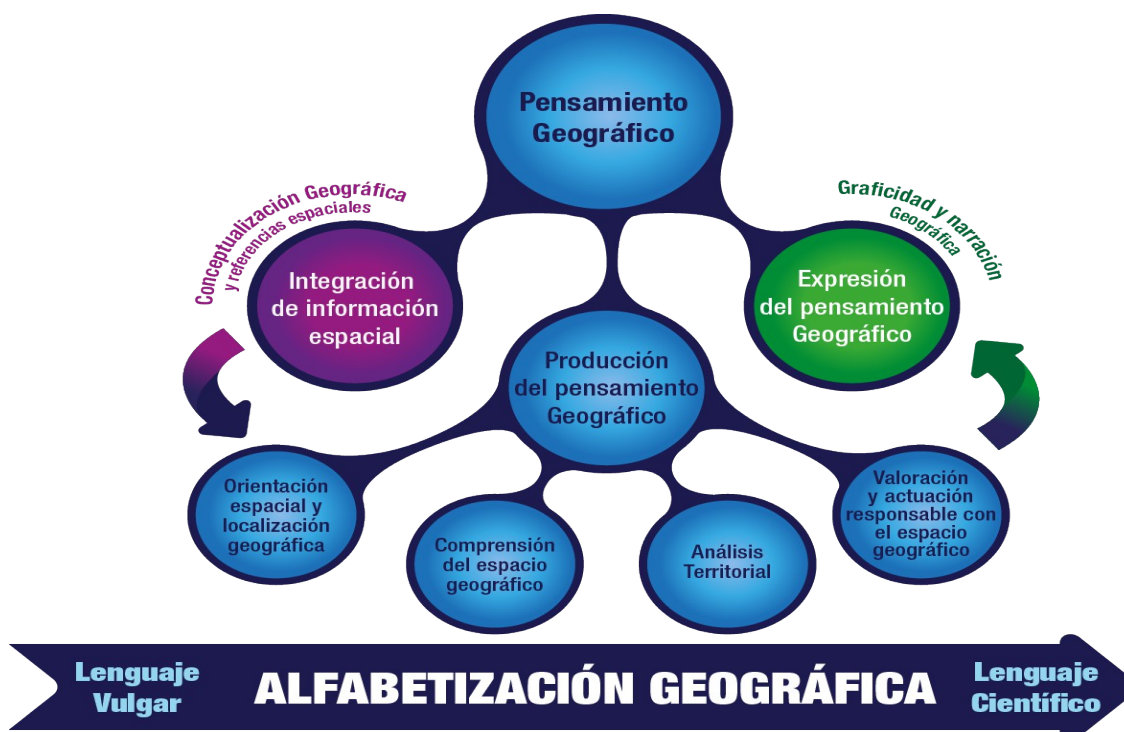 Pensamiento
Geográfico
Conceptualización Geográfica
y referencias espaciales
Graficidad y narración
Geográfica
Integración
de información
espacial
Expresión
del pensamiento
Geográfico
Producción
del pensamiento
Geográfico
Orientación
espacial y
localización
geográfica
Comprensión
del espacio
geográfico
Análisis
Territorial
Valoración
y actuación
responsable con
el espacio
geográfico
Lenguaje
Vulgar
ALFABETIZACIÓN GEOGRÁFICA
Lenguaje
Científico